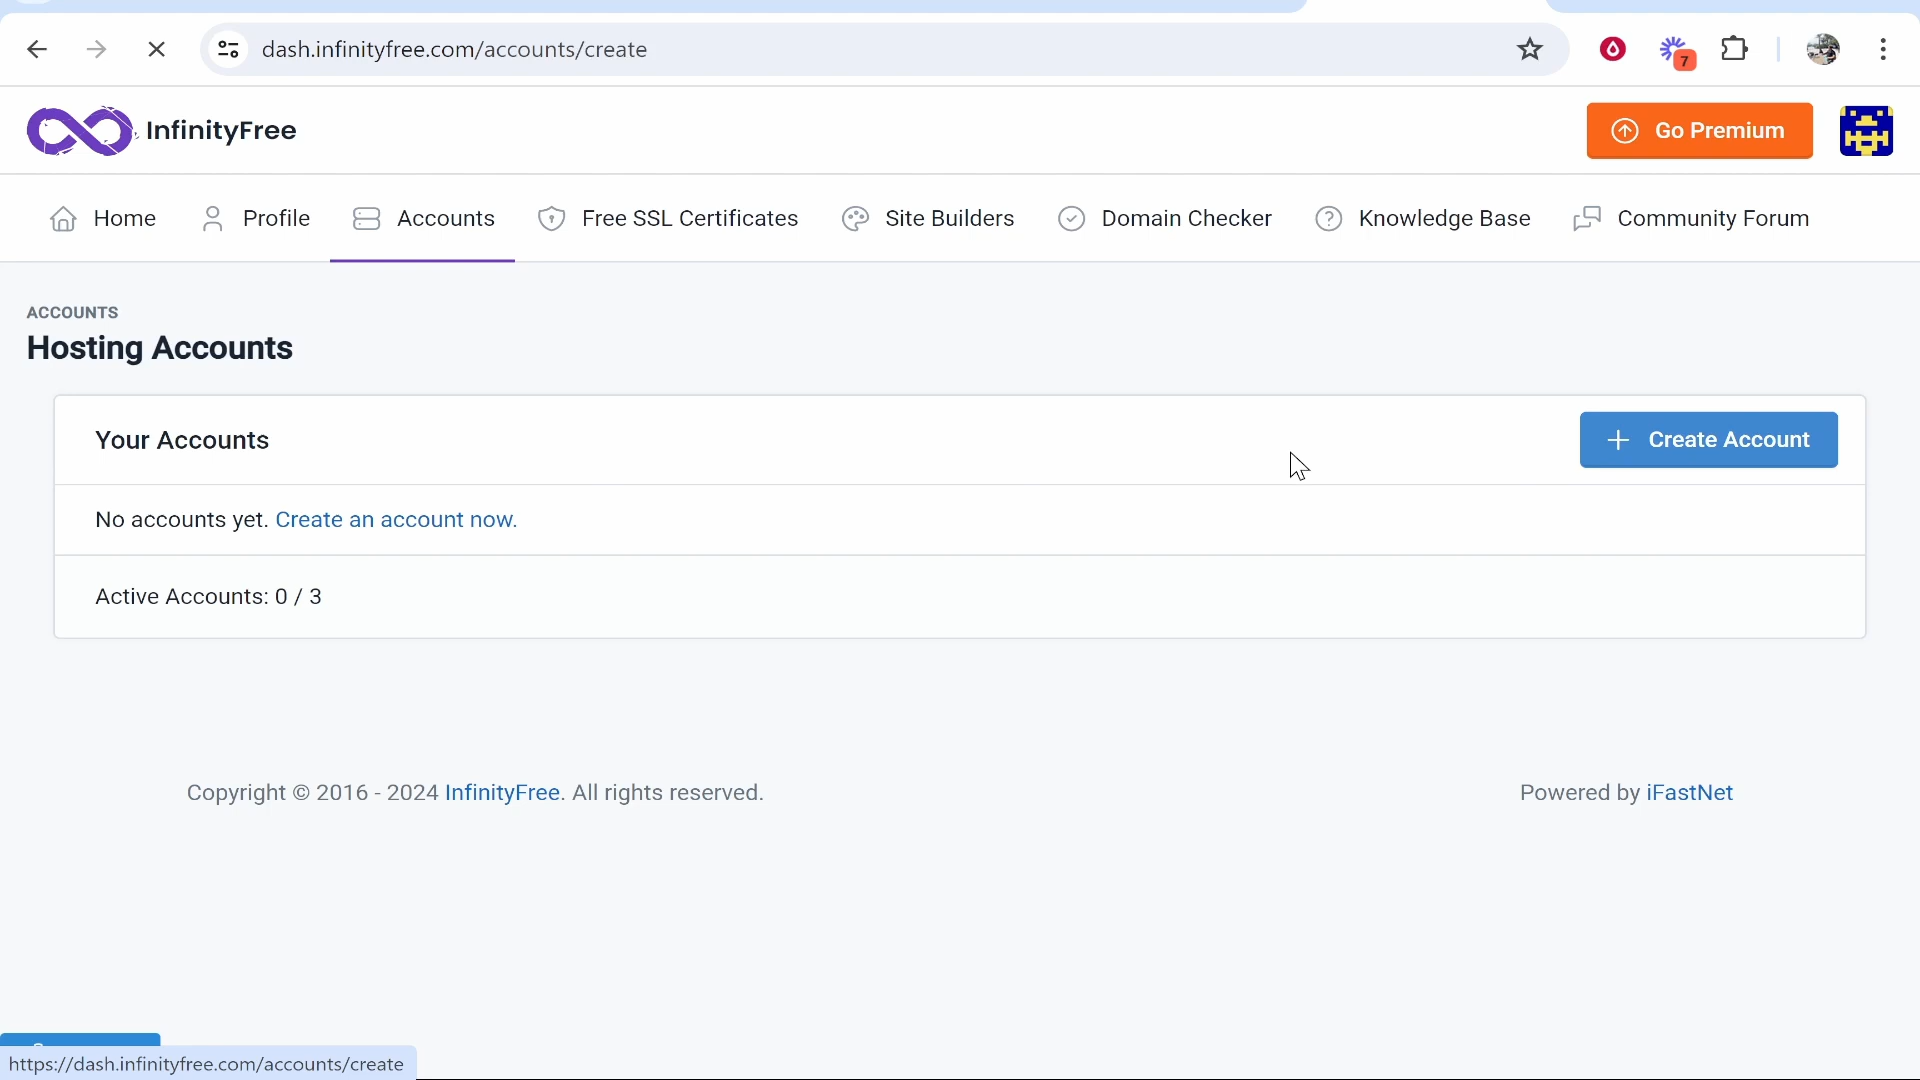 dash.infinityfree.com/accounts/create
7
InfinityFree
Go Premium
Home Profile Accounts Free SSL Certificates Site Builders Domain Checker Knowledge Base Community Forum
ACCOUNTS
Hosting Accounts
Your Accounts
Create Account
No accounts yet. Create an account now.
Active Accounts: 0 / 3
Copyright © 2016 - 2024 InfinityFree. All rights reserved.
Powered by iFastNet
https://dash.infinityfree.com/accounts/create